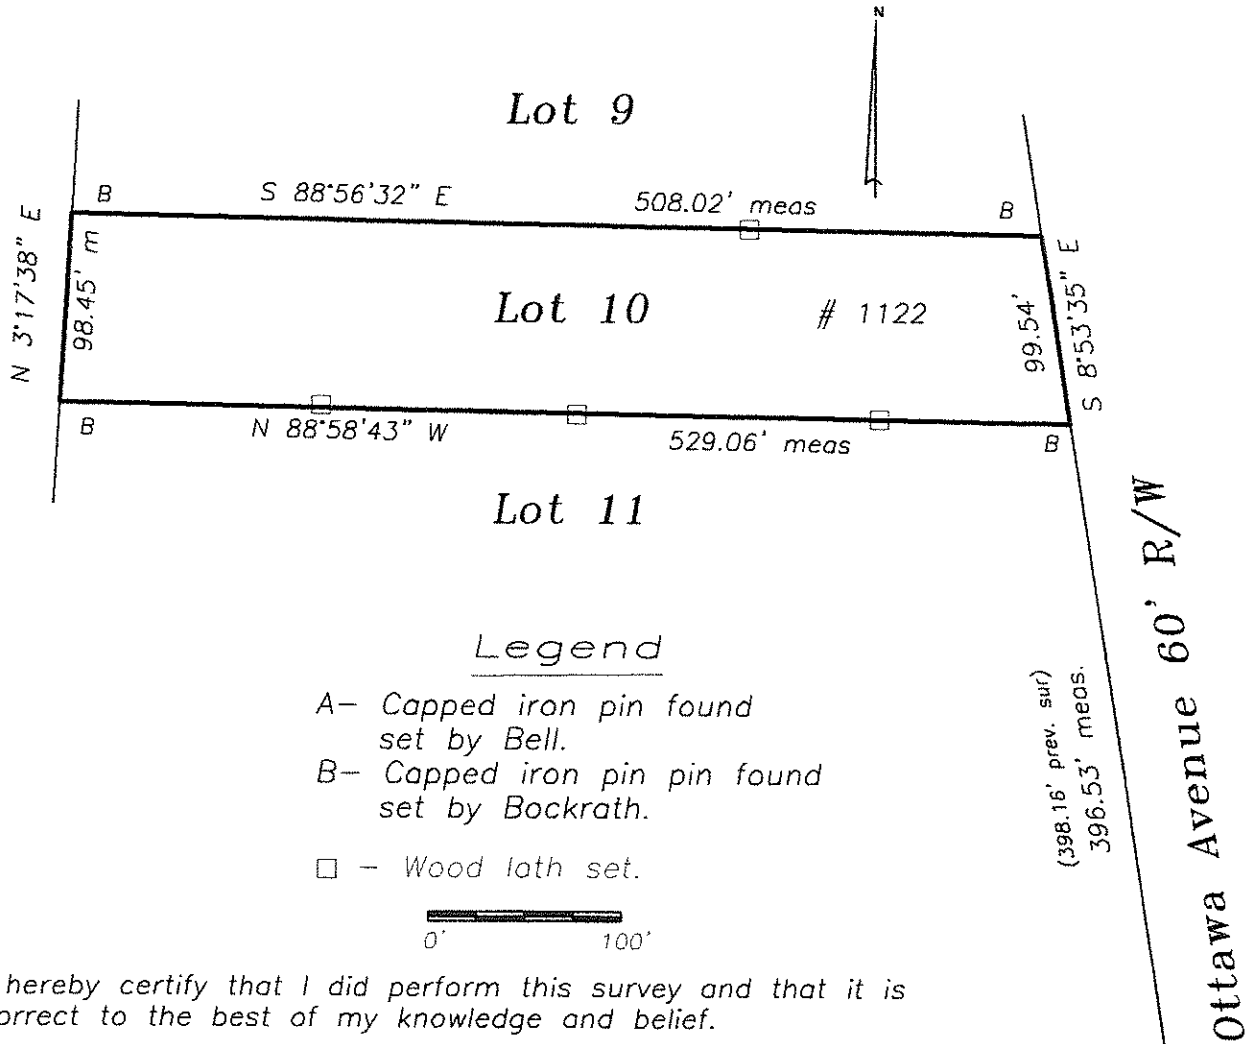 N
Lot 9
B
S 88°56'32" E
508.02' meas
B
N 3°17'38" E
98.45' m
Lot 10
# 1122
99.54'
S 8°53'35" E
B
N 88°58'43" W
529.06' meas
B
Lot 11
Ottawa Avenue 60' R/W
(398.16' prev. sur)
396.53' meas.
Legend
A- Capped iron pin found
set by Bell.
B- Capped iron pin pin found
set by Bockrath.
□ - Wood lath set.
0'
100'
hereby certify that I did perform this survey and that it is
orrect to the best of my knowledge and belief.